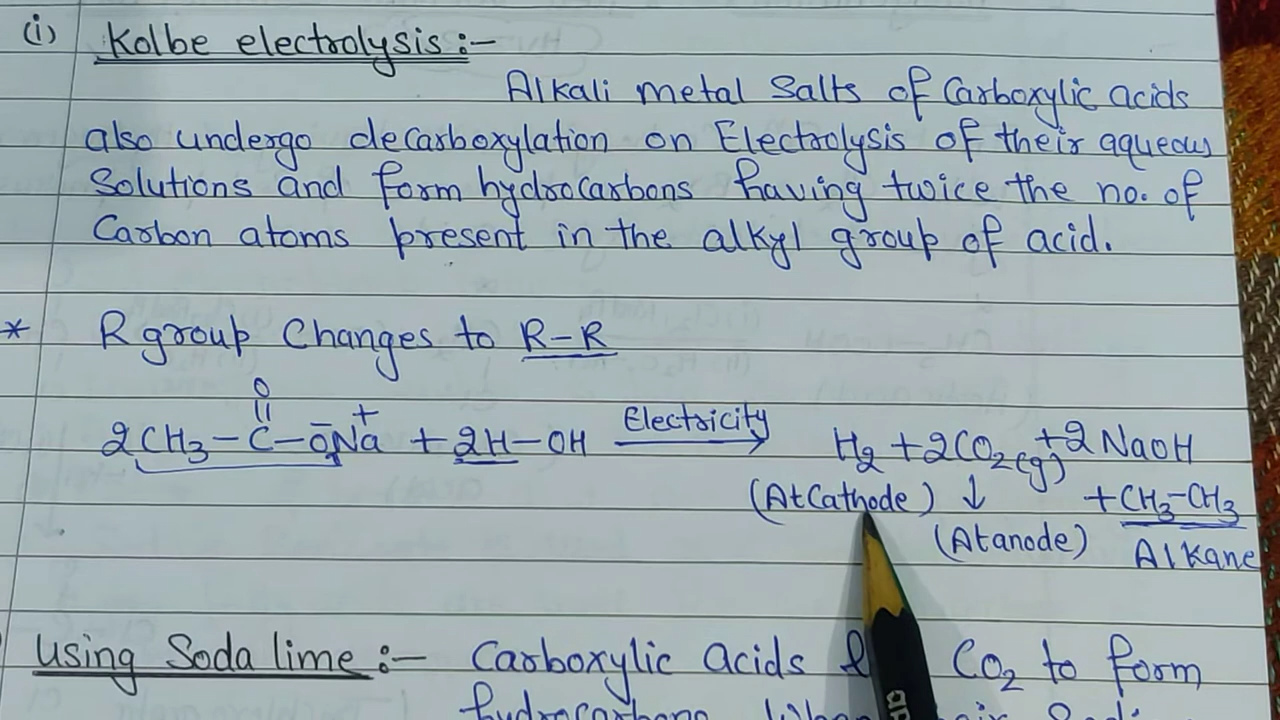 (i) Kolbe electrolysis :-
Alkali metal Salts of Carboxylic acids
also undergo decarboxylation on Electrolysis of their aqueous
Solutions and form hydrocarbons having twice the no. of
Carbon atoms present in the alkyl group of acid.
* R group Changes to R-R
O
||
2CH₃-C-ŌNa⁺ + 2H-OH Electricity → H₂ + 2CO₂(g) + 2NaOH
(At Cathode) ↓ + CH₃-CH₃
(At anode) Alkane
Using Soda lime :- Carboxylic acids CO₂ to form
hydrocarbons